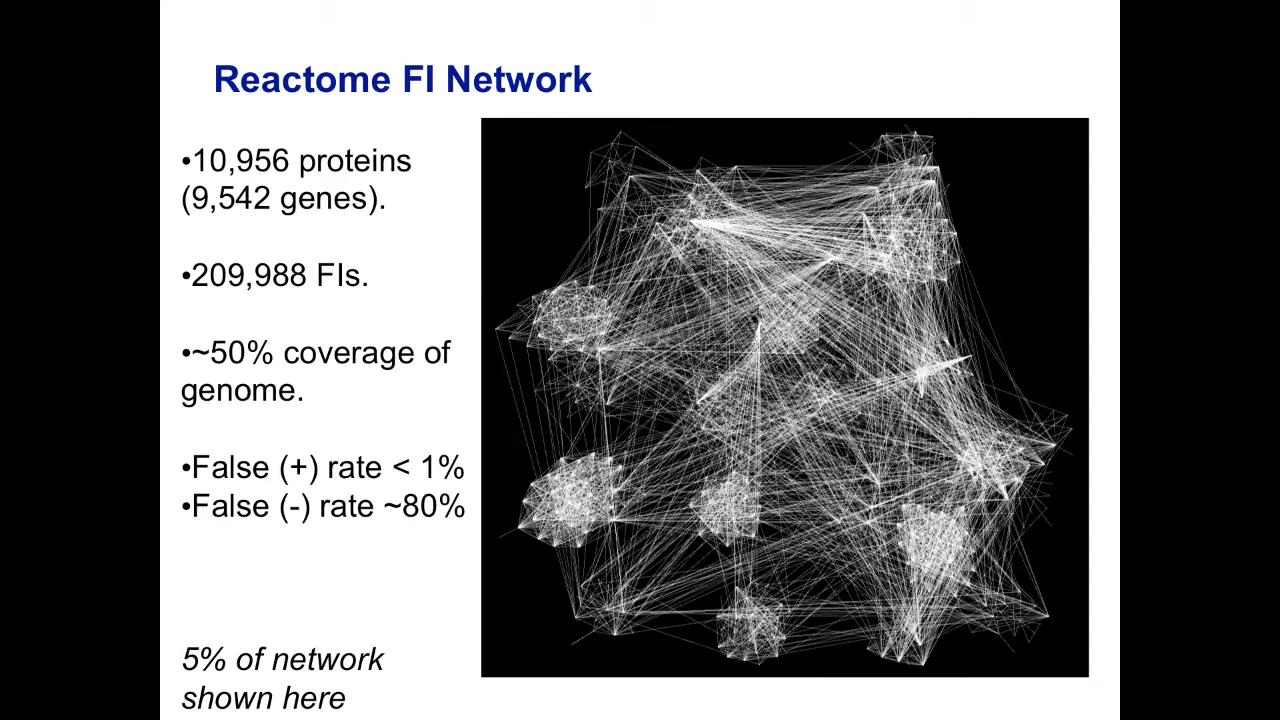 Reactome FI Network
•10,956 proteins
(9,542 genes).
•209,988 FIs.
•~50% coverage of
genome.
•False (+) rate < 1%
•False (-) rate ~80%
5% of network
shown here